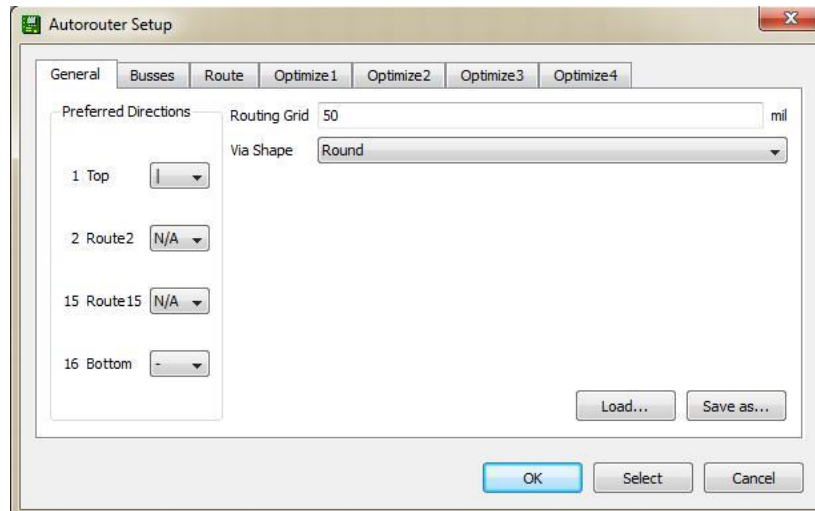 Autorouter Setup
General Busses Route Optimize1 Optimize2 Optimize3 Optimize4
Preferred Directions
Routing Grid 50 mil
Via Shape Round
1 Top |
2 Route2 N/A
15 Route15 N/A
16 Bottom -
Load... Save as...
OK Select Cancel